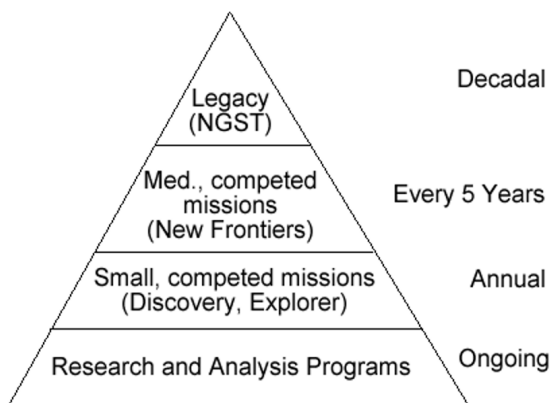 Legacy
(NGST)
Decadal
Med., competed
missions
(New Frontiers)
Every 5 Years
Small, competed missions
(Discovery, Explorer)
Annual
Research and Analysis Programs
Ongoing